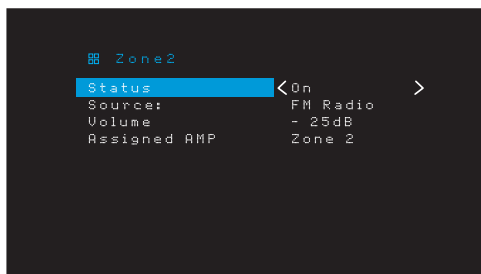 Zone2
Status < On >
Source: FM Radio
Volume - 25dB
Assigned AMP Zone 2